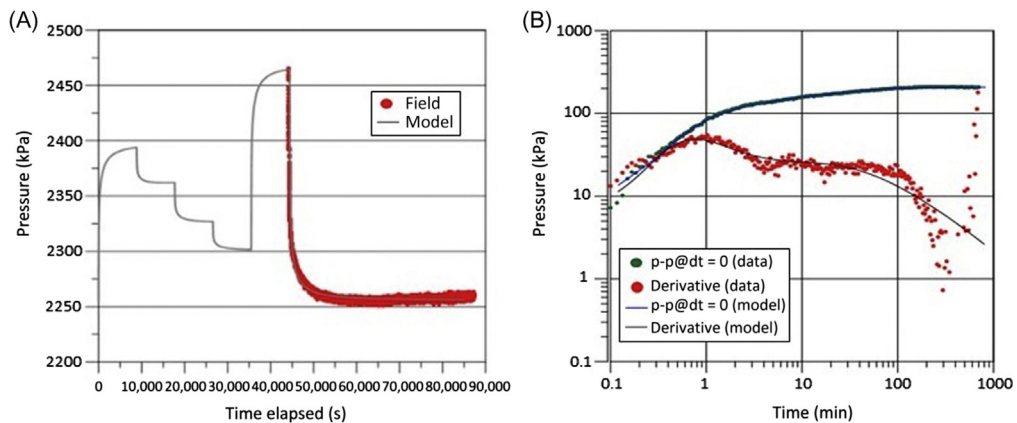 (A)
2500
2450
2400
2350
2300
2250
2200
Pressure (kPa)
Field
Model
0 10,000 20,000 30,000 40,000 50,000 60,000 70,000 80,000 90,000
Time elapsed (s)
(B)
1000
100
10
1
0.1
Pressure (kPa)
p-p@dt = 0 (data)
Derivative (data)
p-p@dt = 0 (model)
Derivative (model)
0.1 1 10 100 1000
Time (min)